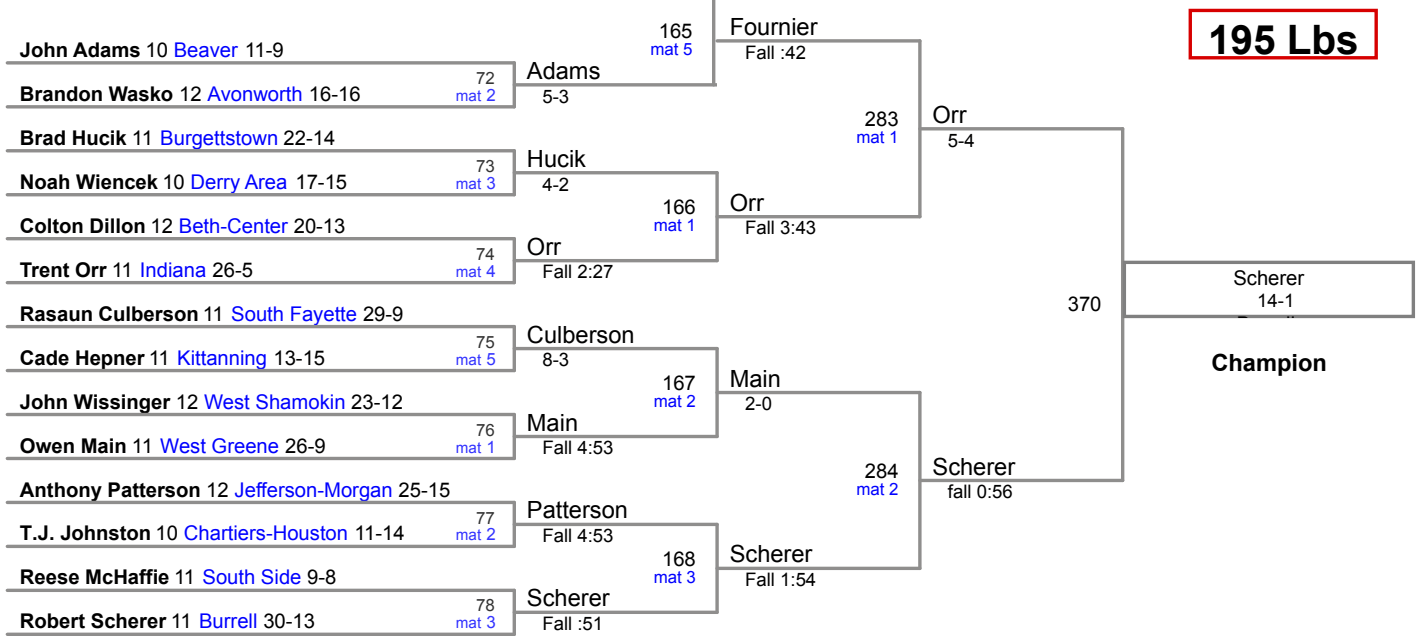 195 Lbs
John Adams 10 Beaver 11-9
Brandon Wasko 12 Avonworth 16-16
Brad Hucik 11 Burgettstown 22-14
Noah Wiencek 10 Derry Area 17-15
Colton Dillon 12 Beth-Center 20-13
Trent Orr 11 Indiana 26-5
Rasaun Culberson 11 South Fayette 29-9
Cade Hepner 11 Kittanning 13-15
John Wissinger 12 West Shamokin 23-12
Owen Main 11 West Greene 26-9
Anthony Patterson 12 Jefferson-Morgan 25-15
T.J. Johnston 10 Chartiers-Houston 11-14
Reese McHaffie 11 South Side 9-8
Robert Scherer 11 Burrell 30-13
72
mat 2
73
mat 3
74
mat 4
75
mat 5
76
mat 1
77
mat 2
78
mat 3
Adams
5-3
Hucik
4-2
Orr
Fall 2:27
Culberson
8-3
Main
Fall 4:53
Patterson
Fall 4:53
Scherer
Fall :51
165
mat 5
166
mat 1
167
mat 2
168
mat 3
Fournier
Fall :42
Orr
Fall 3:43
Main
2-0
Scherer
Fall 1:54
283
mat 1
284
mat 2
Orr
5-4
Scherer
fall 0:56
370
Scherer
14-1
Champion